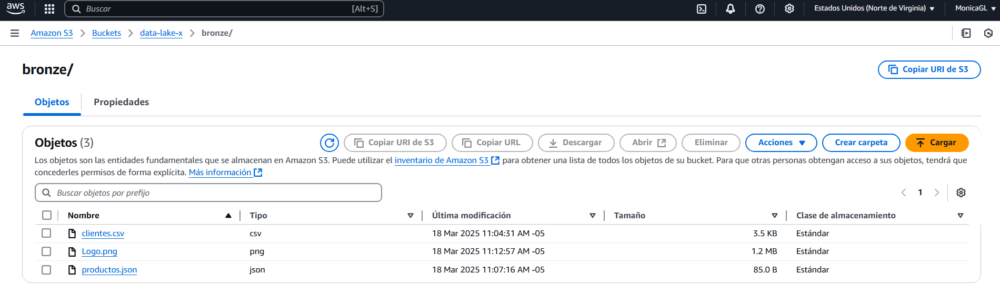 aws Buscar [Alt+S] Estados Unidos (Norte de Virginia) MonicaGL
Amazon S3 Buckets data-lake-x bronze/
bronze/ Copiar URI de S3
Objetos Propiedades
Objetos (3) Copiar URI de S3 Copiar URL Descargar Abrir Eliminar Acciones Crear carpeta Cargar
Los objetos son las entidades fundamentales que se almacenan en Amazon S3. Puede utilizar el inventario de Amazon S3 para obtener una lista de todos los objetos de su bucket. Para que otras personas obtengan acceso a sus objetos, tendrá que
concederles permisos de forma explícita. Más información
Buscar objetos por prefijo 1
Nombre Tipo Última modificación Tamaño Clase de almacenamiento
clientes.csv csv 18 Mar 2025 11:04:31 AM -05 3.5 KB Estándar
Logo.png png 18 Mar 2025 11:12:57 AM -05 1.2 MB Estándar
productos.json json 18 Mar 2025 11:07:16 AM -05 85.0 B Estándar